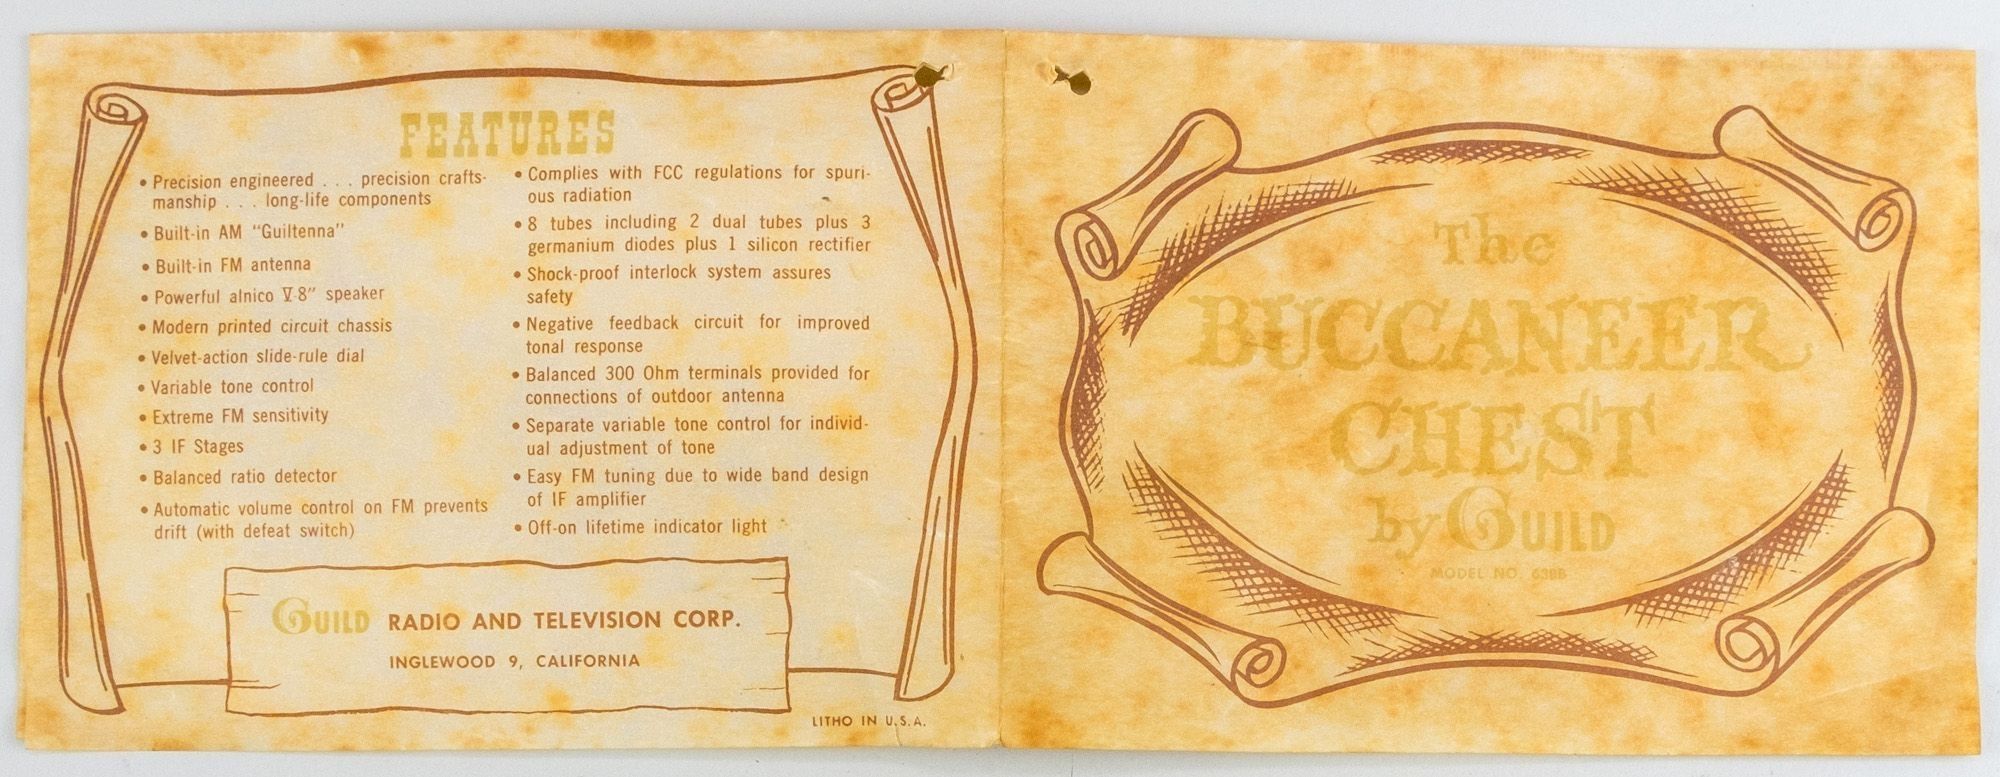 FEATURES
• Precision engineered . . . precision crafts-
manship . . . long-life components
• Built-in AM "Guiltenna"
• Built-in FM antenna
• Powerful alnico V-8" speaker
• Modern printed circuit chassis
• Velvet-action slide-rule dial
• Variable tone control
• Extreme FM sensitivity
• 3 IF Stages
• Balanced ratio detector
• Automatic volume control on FM prevents
drift (with defeat switch)
• Complies with FCC regulations for spuri-
ous radiation
• 8 tubes including 2 dual tubes plus 3
germanium diodes plus 1 silicon rectifier
• Shock-proof interlock system assures
safety
• Negative feedback circuit for improved
tonal response
• Balanced 300 Ohm terminals provided for
connections of outdoor antenna
• Separate variable tone control for individ-
ual adjustment of tone
• Easy FM tuning due to wide band design
of IF amplifier
• Off-on lifetime indicator light
GUILD RADIO AND TELEVISION CORP.
INGLEWOOD 9, CALIFORNIA
LITHO IN U.S.A.
The
BUCCANEER
CHEST
by GUILD
MODEL NO. 638B